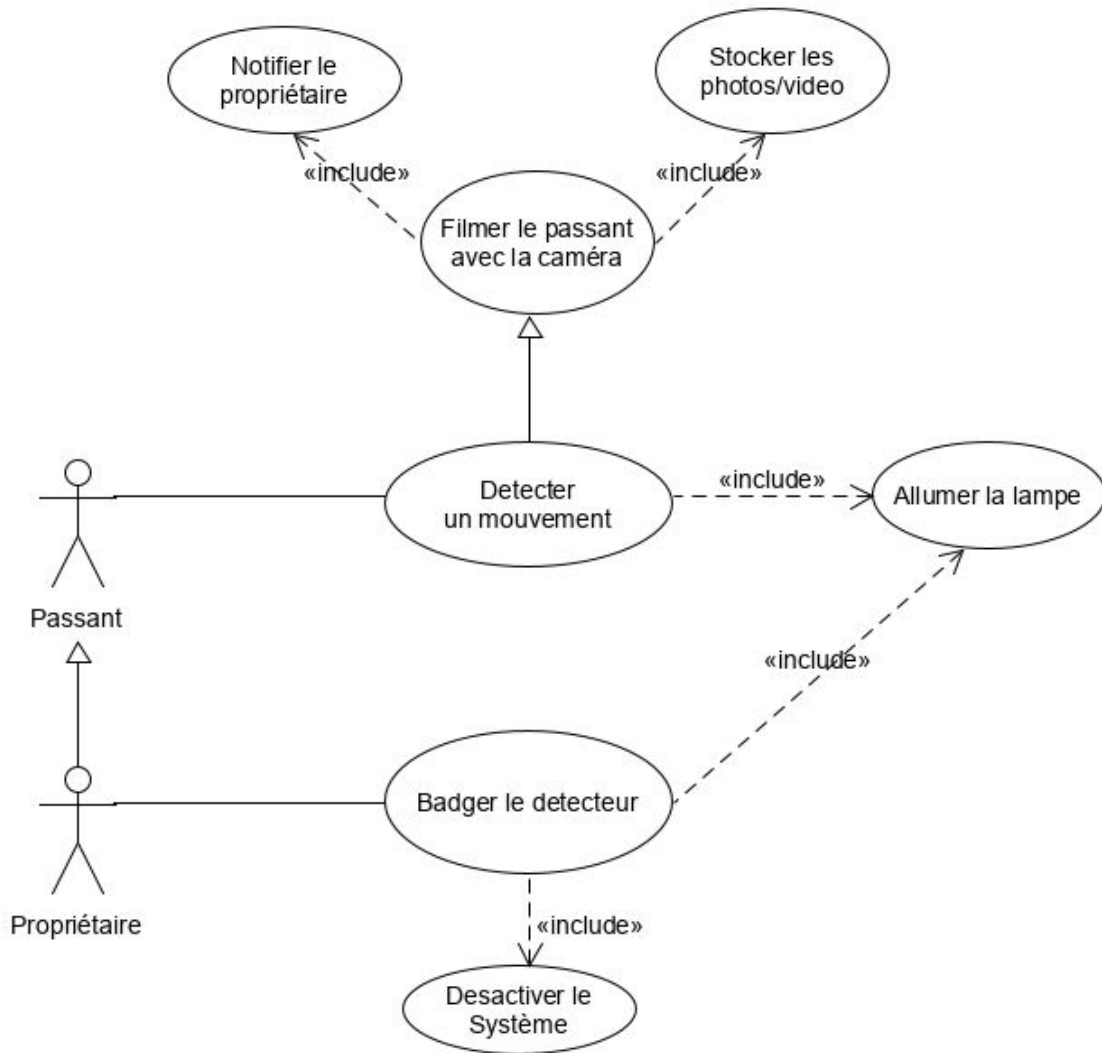 Notifier le
propriétaire
Stocker les
photos/video
«include»
«include»
Filmer le passant
avec la caméra
Detecter
un mouvement
«include»
Allumer la lampe
Passant
«include»
Badger le detecteur
Propriétaire
«include»
Desactiver le
Système